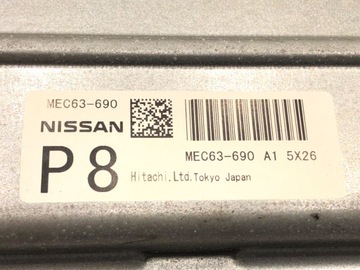 MEC63-690
NISSAN
MEC63-690 A1 5X26
P8
Hitachi,Ltd.Tokyo Japan